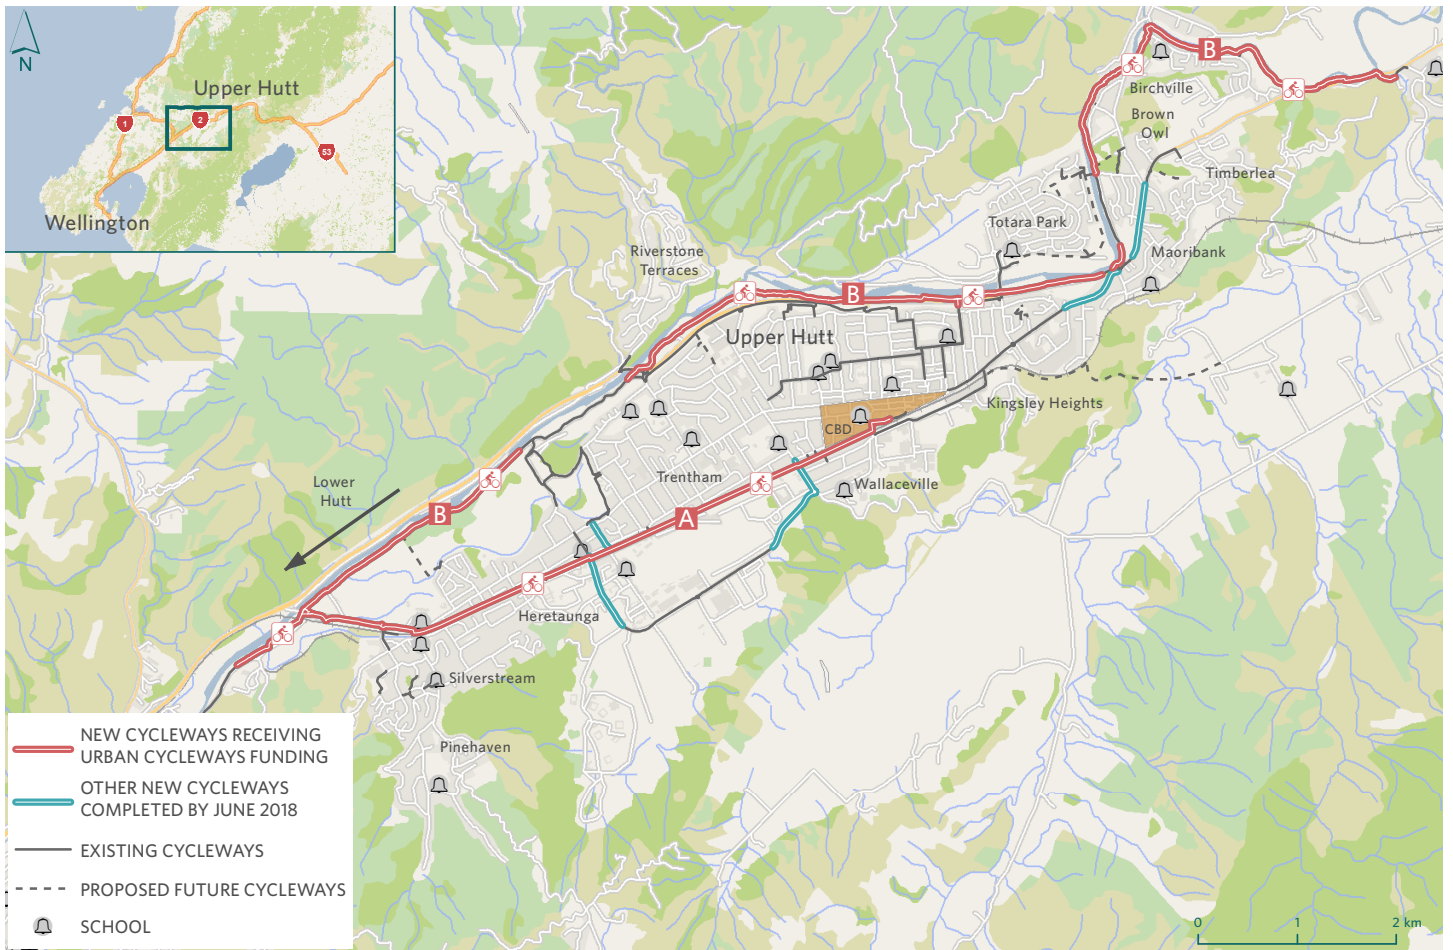 N
Upper Hutt
1
2
53
Wellington
B
Birchville
Brown
Owl
Timberlea
Totara Park
Riverstone
Terraces
Maoribank
B
Upper Hutt
Kingsley Heights
CBD
Trentham
Wallaceville
Lower
Hutt
B
A
Heretaunga
Silverstream
Pinehaven
NEW CYCLEWAYS RECEIVING
URBAN CYCLEWAYS FUNDING
OTHER NEW CYCLEWAYS
COMPLETED BY JUNE 2018
EXISTING CYCLEWAYS
PROPOSED FUTURE CYCLEWAYS
SCHOOL
0 1 2 km